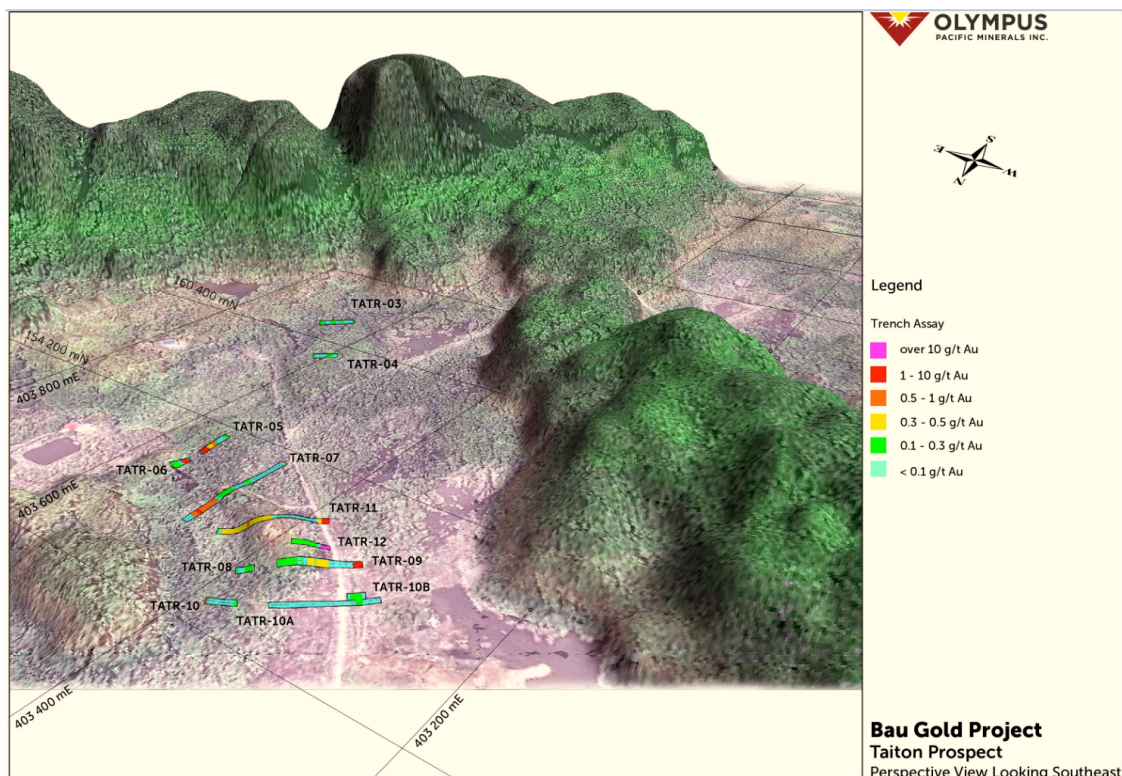 OLYMPUS
PACIFIC MINERALS INC.
S
E
W
N
160 400 mN
TATR-03
154 200 mN
TATR-04
403 800 mE
TATR-05
TATR-06
TATR-07
403 600 mE
TATR-11
TATR-12
TATR-08
TATR-09
TATR-10
TATR-10B
TATR-10A
403 400 mE
403 200 mE
Legend
Trench Assay
over 10 g/t Au
1 - 10 g/t Au
0.5 - 1 g/t Au
0.3 - 0.5 g/t Au
0.1 - 0.3 g/t Au
< 0.1 g/t Au
Bau Gold Project
Taiton Prospect
Perspective View Looking Southeast